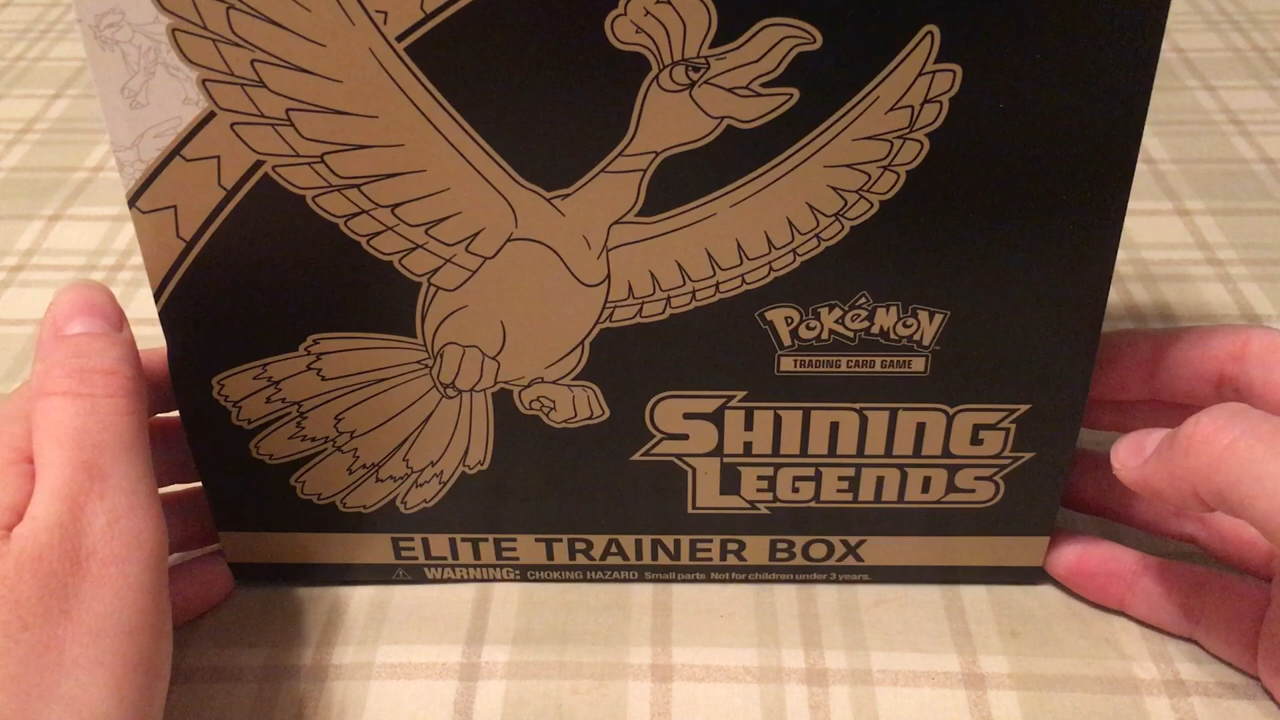 POKéMON
TRADING CARD GAME
SHINING
LEGENDS
ELITE TRAINER BOX
WARNING: CHOKING HAZARD Small parts Not for children under 3 years.